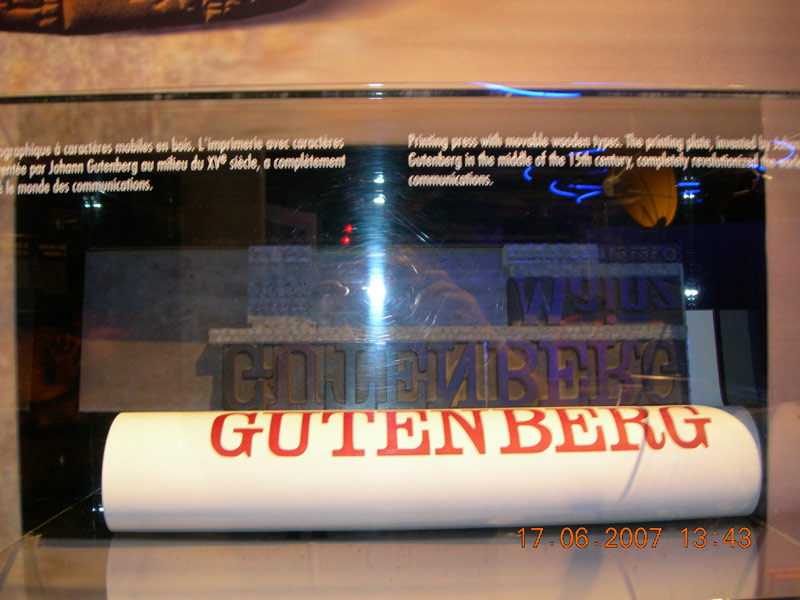 ographique à caractères mobiles en bois. L'imprimerie avec caractères
entée par Johann Gutenberg au milieu du XVe siècle, a complètement
le monde des communications.
Printing press with movable wooden types. The printing plate, invented by
Gutenberg in the middle of the 15th century, completely revolutionized the
communications.
GUTENBERG
GUTENBERG
17.06.2007 13:43